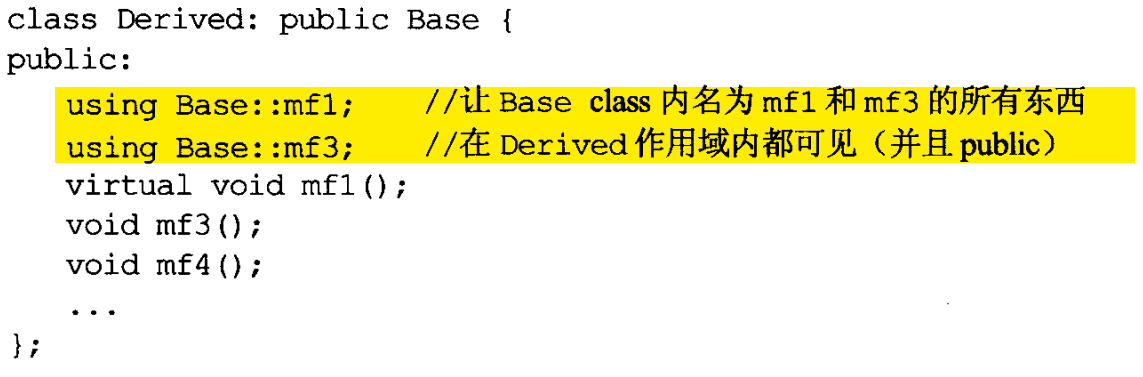 class Derived: public Base {
public:
using Base::mf1; //让 Base class 内名为 mf1 和 mf3 的所有东西
using Base::mf3; //在 Derived 作用域内都可见（并且 public）
virtual void mf1();
void mf3();
void mf4();
...
};